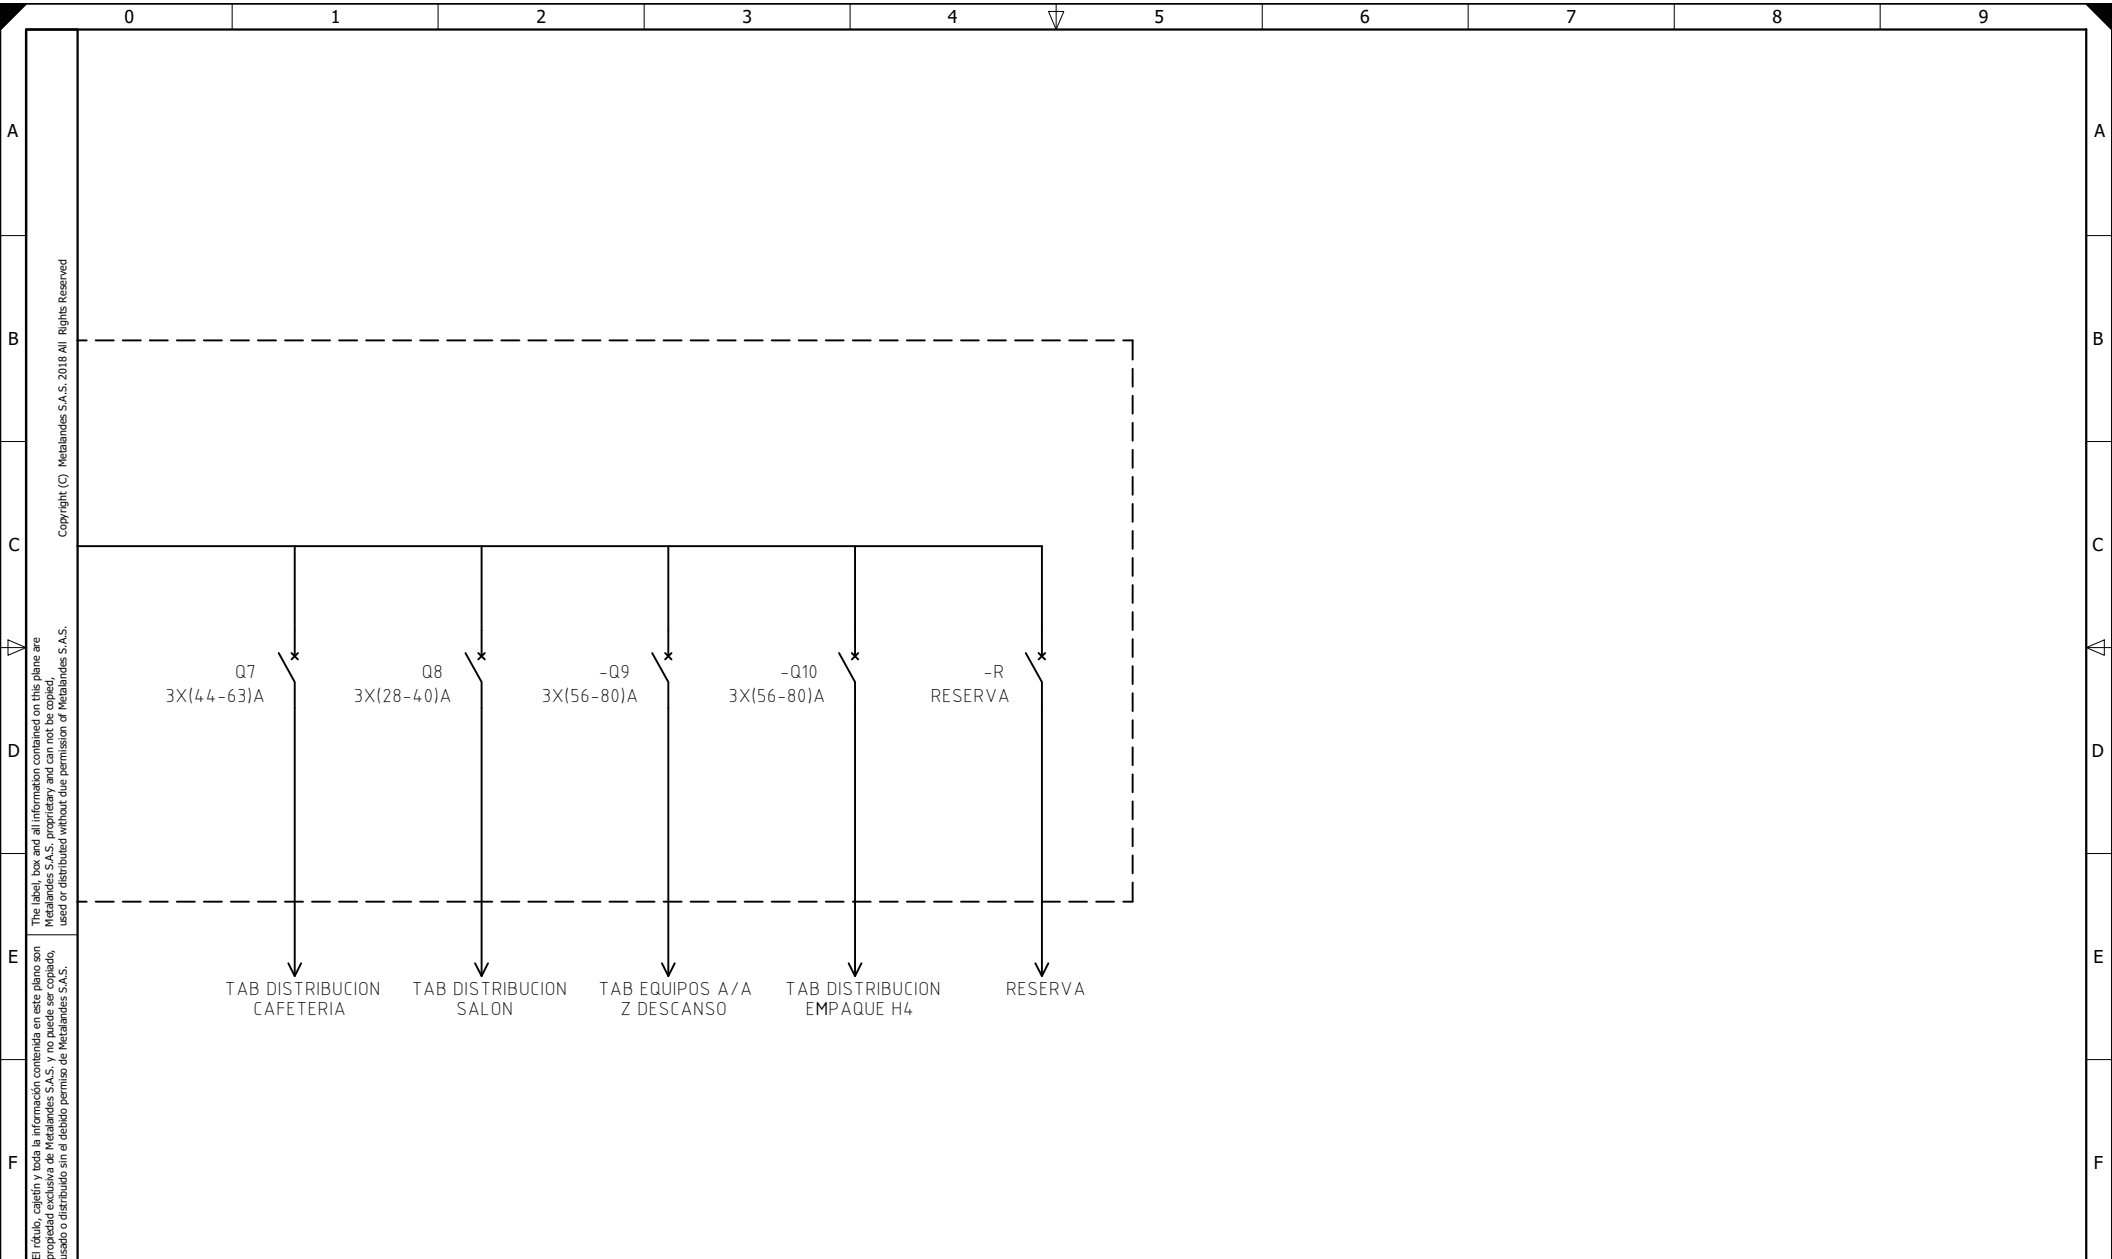 0 1 2 3 4 5 6 7 8 9
A A
B B
C C
D D
E E
F F
Copyright (C) Metalandes S.A.S. 2018 All Rights Reserved
The label, box and all information contained on this plane are
Metalandes S.A.S. proprietary and can not be copied,
used or distributed without due permission of Metalandes S.A.S.
El rótulo, cajetín y toda la información contenida en este plano son
propiedad exclusiva de Metalandes S.A.S. y no puede ser copiado,
usado o distribuido sin el debido permiso de Metalandes S.A.S.
Q7
3X(44-63)A
Q8
3X(28-40)A
-Q9
3X(56-80)A
-Q10
3X(56-80)A
-R
RESERVA
TAB DISTRIBUCION
CAFETERIA
TAB DISTRIBUCION
SALON
TAB EQUIPOS A/A
Z DESCANSO
TAB DISTRIBUCION
EMPAQUE H4
RESERVA